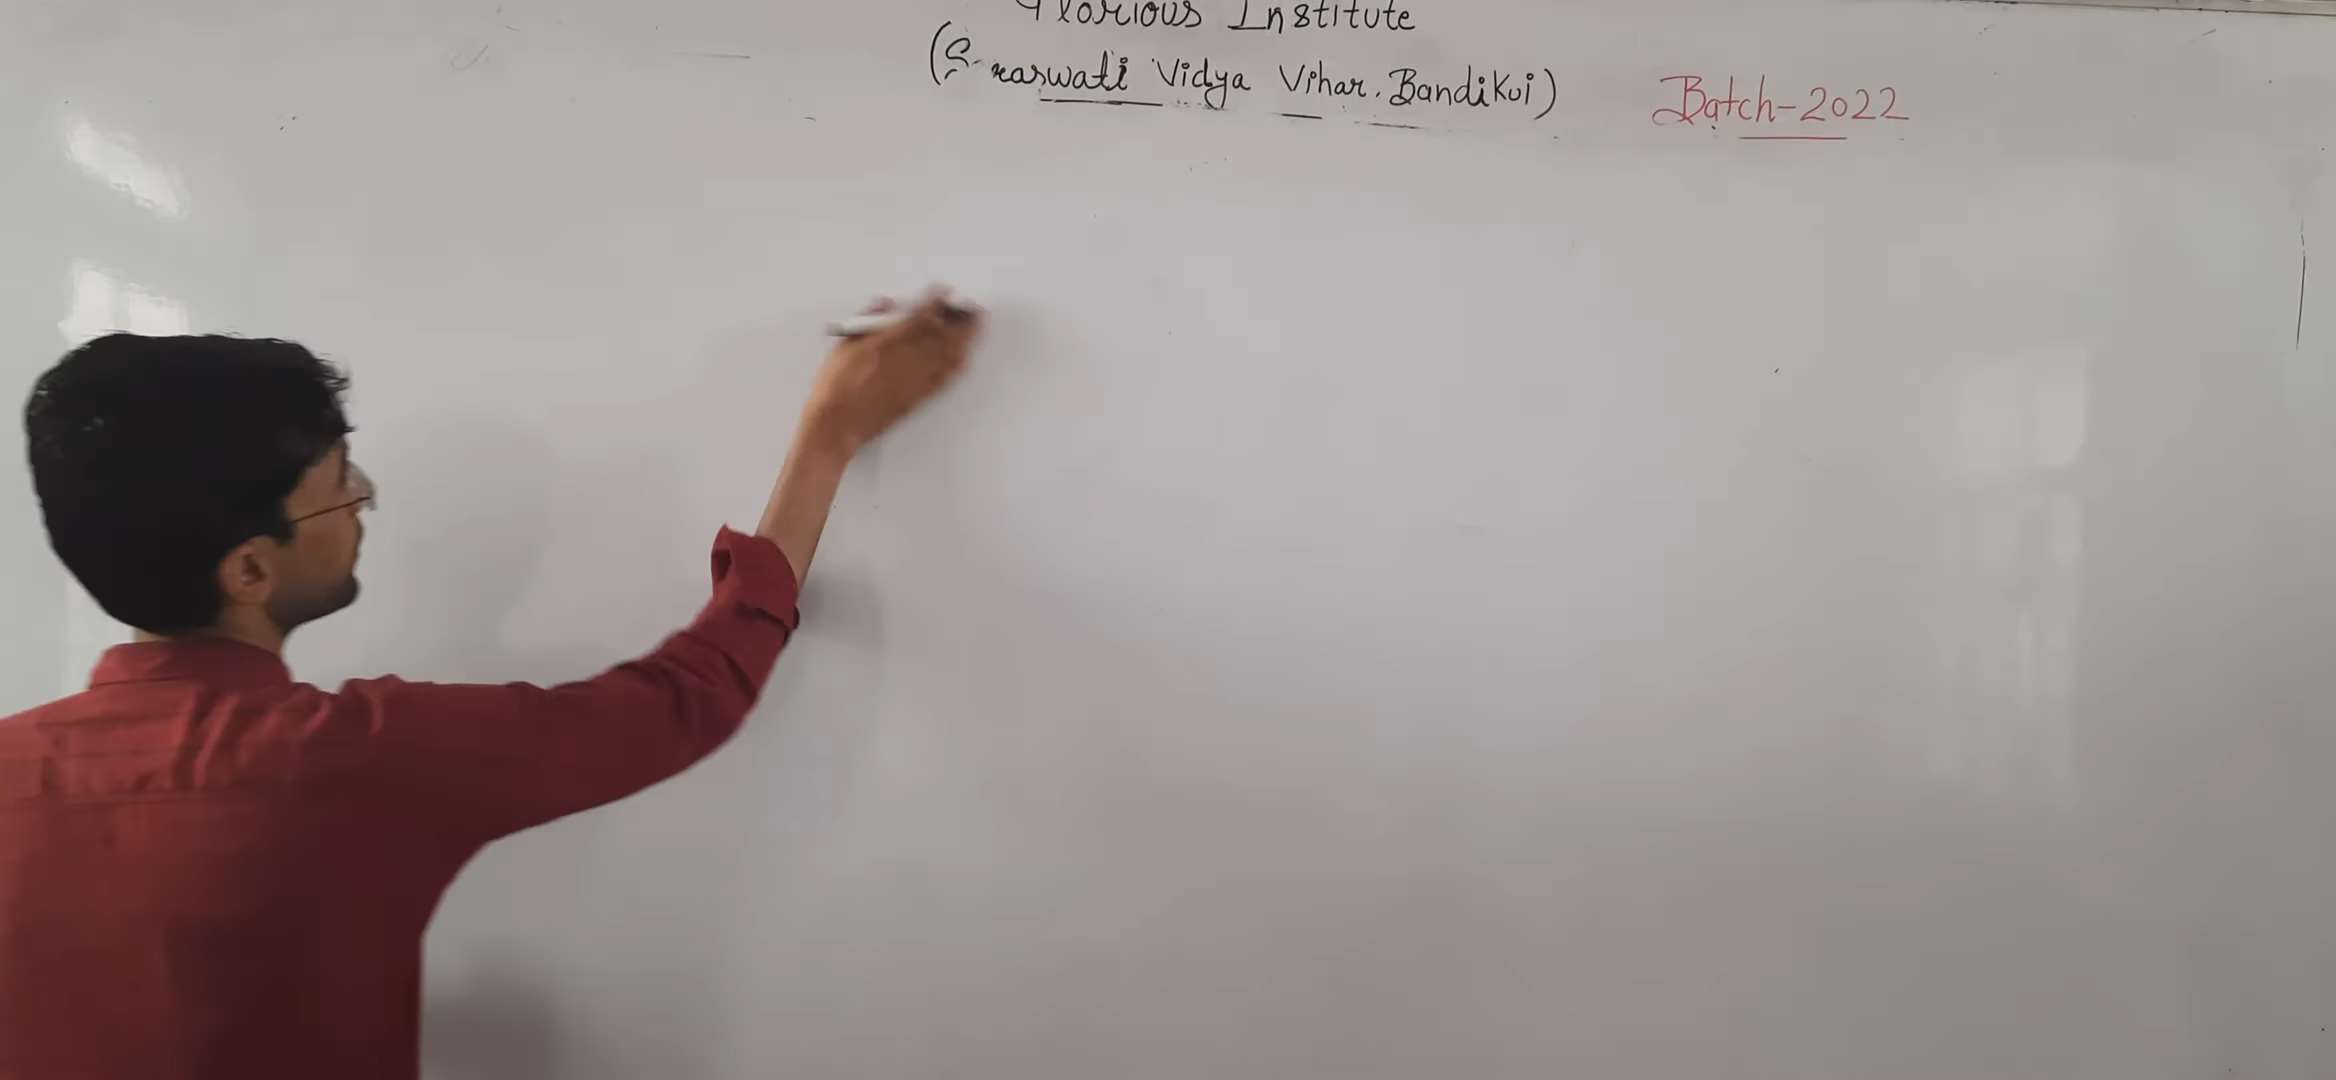 Glorious Institute
(Saraswati Vidya Vihar, Bandikui)
Batch-2022